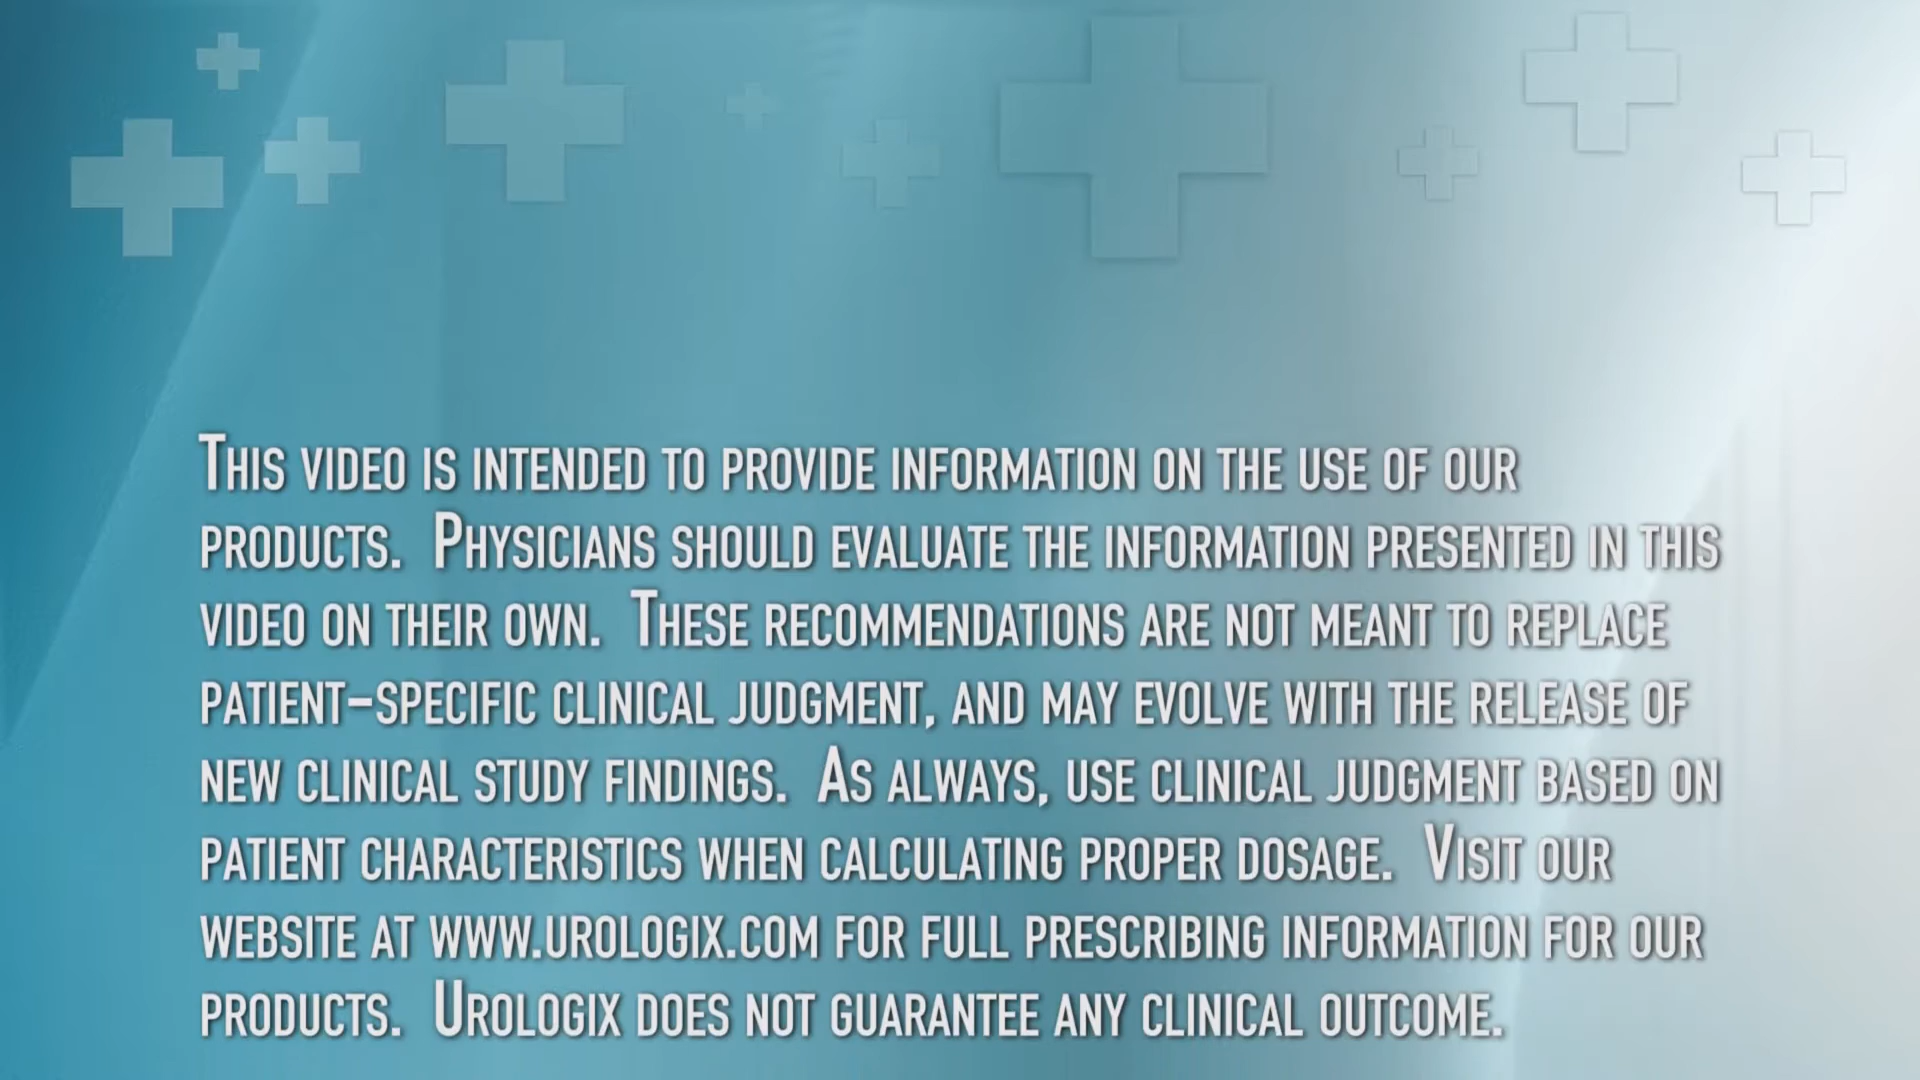 This video is intended to provide information on the use of our
products.  Physicians should evaluate the information presented in this
video on their own.  These recommendations are not meant to replace
patient-specific clinical judgment, and may evolve with the release of
new clinical study findings.  As always, use clinical judgment based on
patient characteristics when calculating proper dosage.  Visit our
website at www.urologix.com for full prescribing information for our
products.  Urologix does not guarantee any clinical outcome.